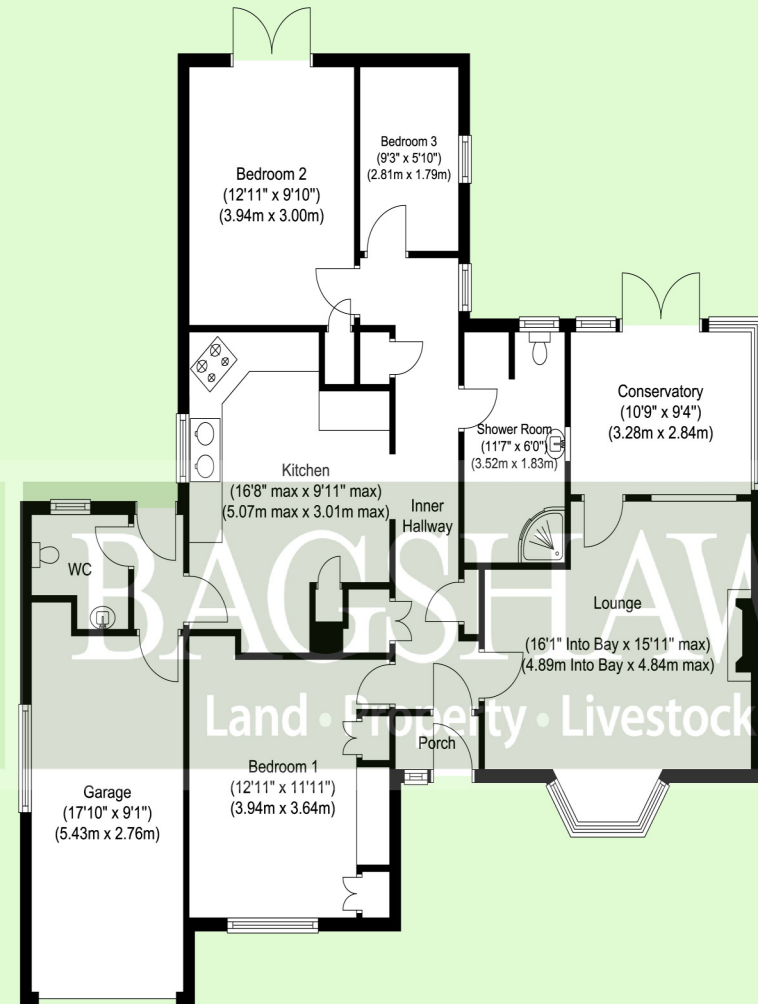 Bedroom 3
(9'3" x 5'10")
(2.81m x 1.79m)
Bedroom 2
(12'11" x 9'10")
(3.94m x 3.00m)
Conservatory
(10'9" x 9'4")
(3.28m x 2.84m)
Shower Room
(11'7" x 6'0")
(3.52m x 1.83m)
Kitchen
(16'8" max x 9'11" max)
(5.07m max x 3.01m max)
Inner
Hallway
WC
BAGSHAW
Lounge
(16'1" Into Bay x 15'11" max)
(4.89m Into Bay x 4.84m max)
Land • Property • Livestock
Porch
Bedroom 1
(12'11" x 11'11")
(3.94m x 3.64m)
Garage
(17'10" x 9'1")
(5.43m x 2.76m)